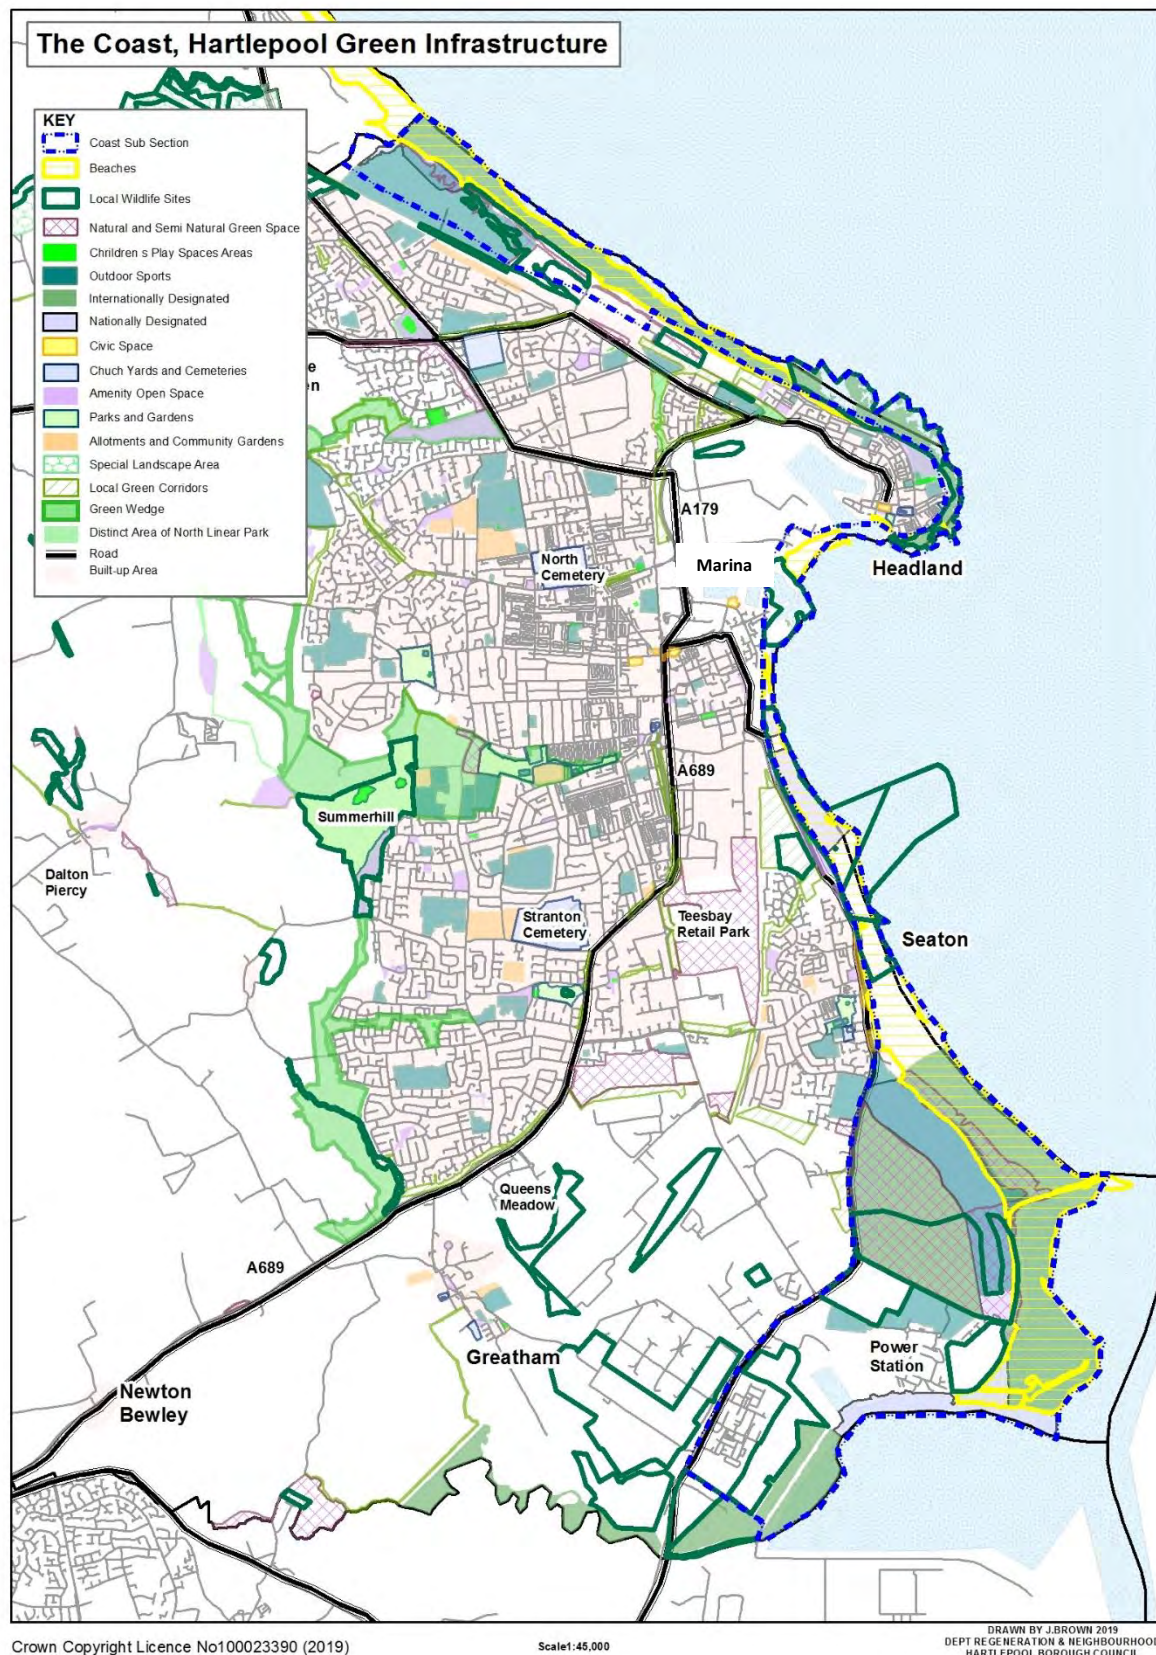 The Coast, Hartlepool Green Infrastructure
KEY
Coast Sub Section
Beaches
Local Wildlife Sites
Natural and Semi Natural Green Space
Children s Play Spaces Areas
Outdoor Sports
Internationally Designated
Nationally Designated
Civic Space
Chuch Yards and Cemeteries
Amenity Open Space
Parks and Gardens
Allotments and Community Gardens
Special Landscape Area
Local Green Corridors
Green Wedge
Distinct Area of North Linear Park
Road
Built-up Area
A179
North
Cemetery
Marina
Headland
A689
Summerhill
Dalton
Piercy
Stranton
Cemetery
Teesbay
Retail Park
Seaton
Queens
Meadow
A689
Greatham
Power
Station
Newton
Bewley
Crown Copyright Licence No100023390 (2019)
Scale1:45,000
DRAWN BY J.BROWN 2019
DEPT REGENERATION & NEIGHBOURHOOD
HARTLEPOOL BOROUGH COUNCIL